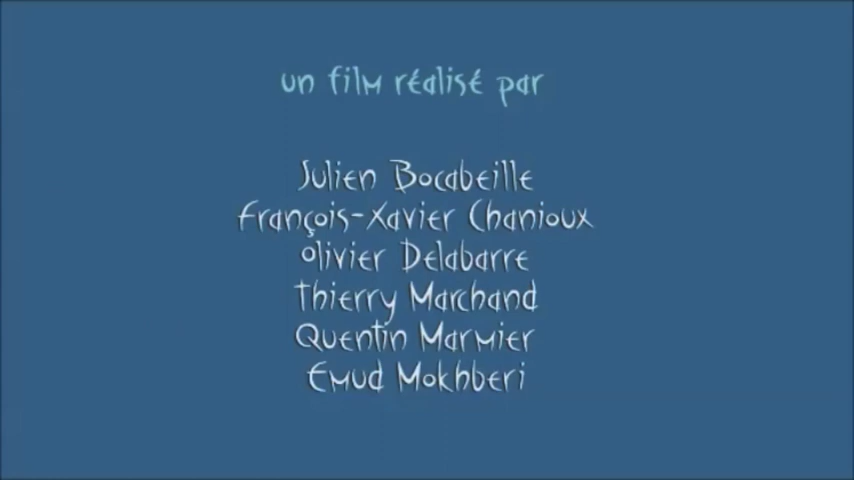 un film réalisé par
Julien Bocabeille
François-Xavier Chanioux
Olivier Delabarre
Thierry Marchand
Quentin Marmier
Emud Mokhberi